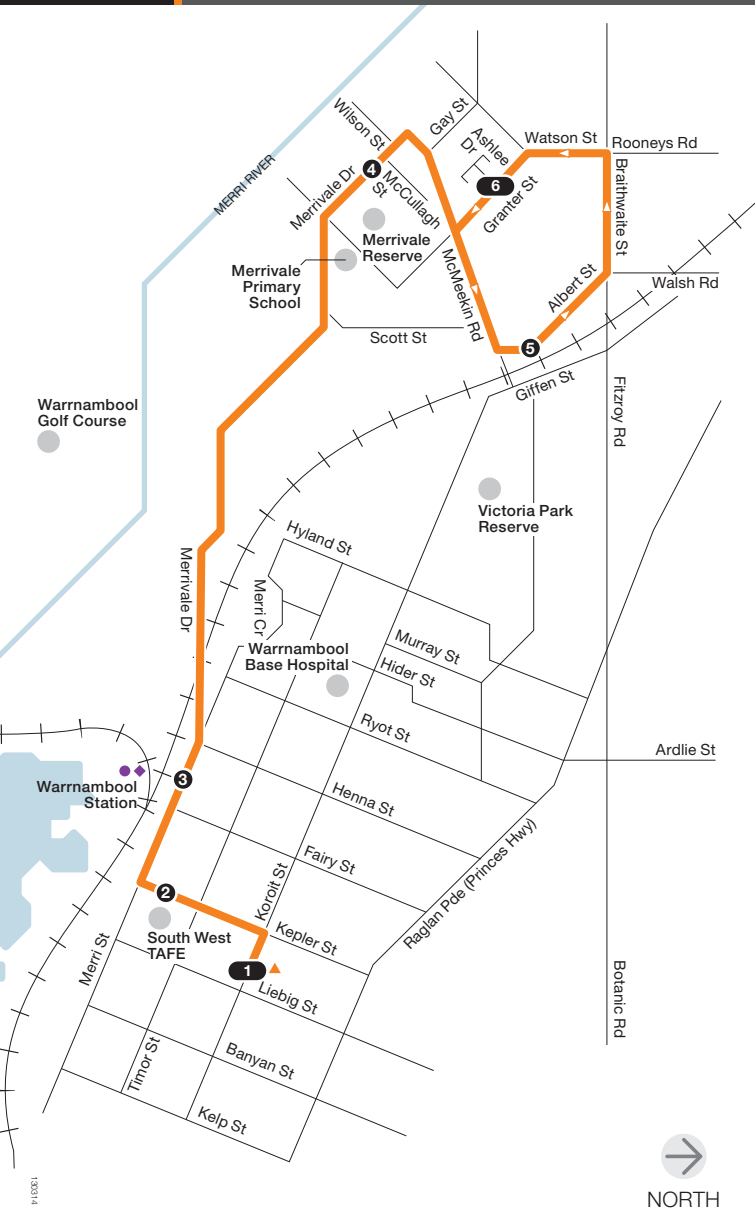 Wilson St
Gay St
Ashlee
Dr
Watson St
Rooneys Rd
MERRI RIVER
4
McCullagh
St
6
Granter St
Braithwaite St
Merrivale Dr
Merrivale
Reserve
Merrivale
Primary
School
McMeekin Rd
Albert St
Walsh Rd
Scott St
5
Giffen St
Fitzroy Rd
Warrnambool
Golf Course
Victoria Park
Reserve
Hyland St
Merrivale Dr
Merri Cr
Murray St
Warrnambool
Base Hospital
Hider St
Ryot St
Ardlie St
Warrnambool
Station
3
Henna St
Raglan Pde (Princes Hwy)
Fairy St
Koroit St
2
South West
TAFE
Kepler St
Merri St
1
Liebig St
Botanic Rd
Timor St
Banyan St
Kelp St
130314
NORTH